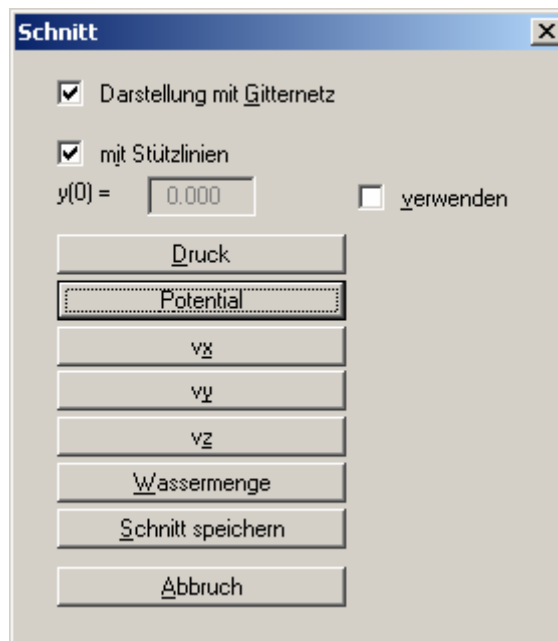 Schnitt
Darstellung mit Gitternetz
mit Stützlinien
y(0) = 0.000 verwenden
Druck
Potential
vx
vy
vz
Wassermenge
Schnitt speichern
Abbruch